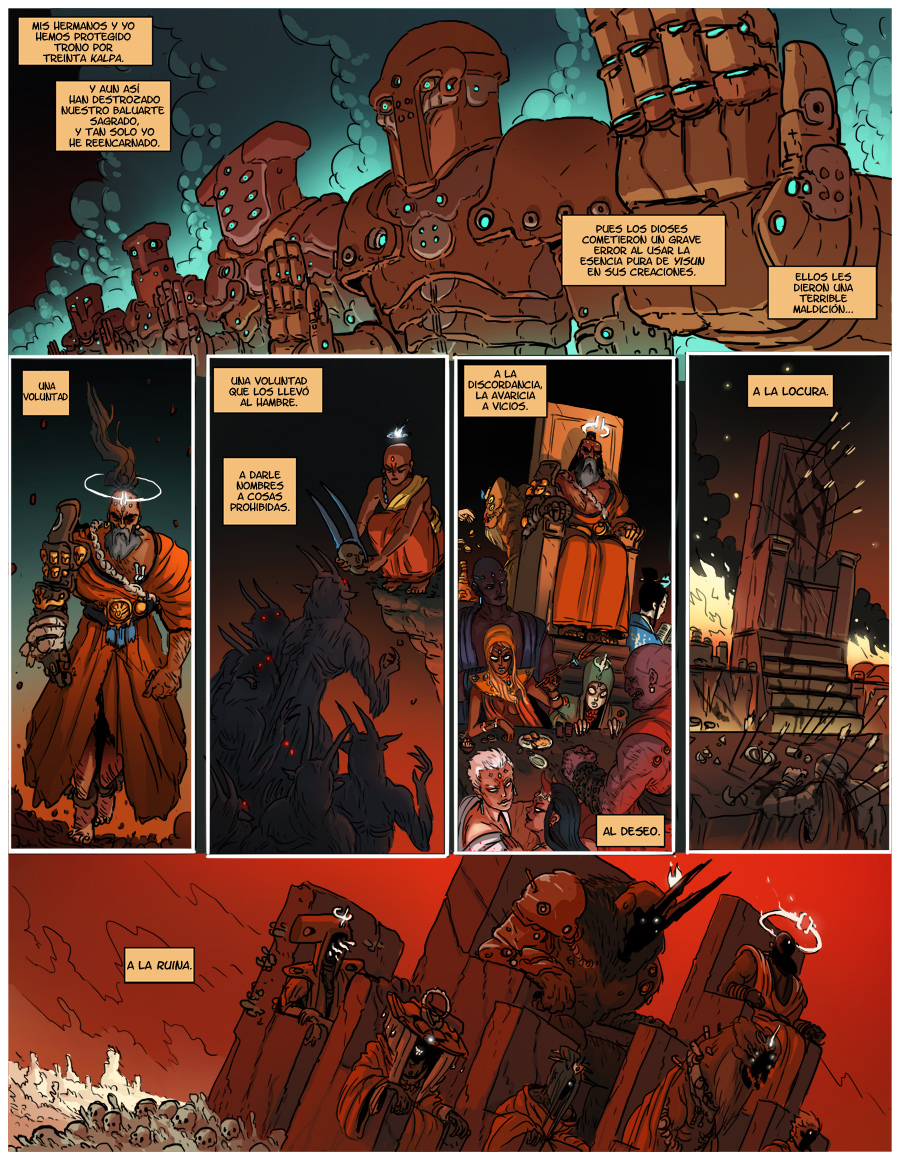 MIS HERMANOS Y YO
HEMOS PROTEGIDO
TRONO POR
TREINTA KALPA.
Y AUN ASÍ
HAN DESTROZADO
NUESTRO BALUARTE
SAGRADO,
Y TAN SOLO YO
HE REENCARNADO.
PUES LOS DIOSES
COMETIERON UN GRAVE
ERROR AL USAR LA
ESENCIA PURA DE YISUN
EN SUS CREACIONES.
ELLOS LES
DIERON UNA
TERRIBLE
MALDICIÓN...
UNA
VOLUNTAD
UNA VOLUNTAD
QUE LOS LLEVÓ
AL HAMBRE.
A DARLE
NOMBRES
A COSAS
PROHIBIDAS.
A LA
DISCORDANCIA,
LA AVARICIA
A VICIOS.
AL DESEO.
A LA LOCURA.
A LA RUINA.